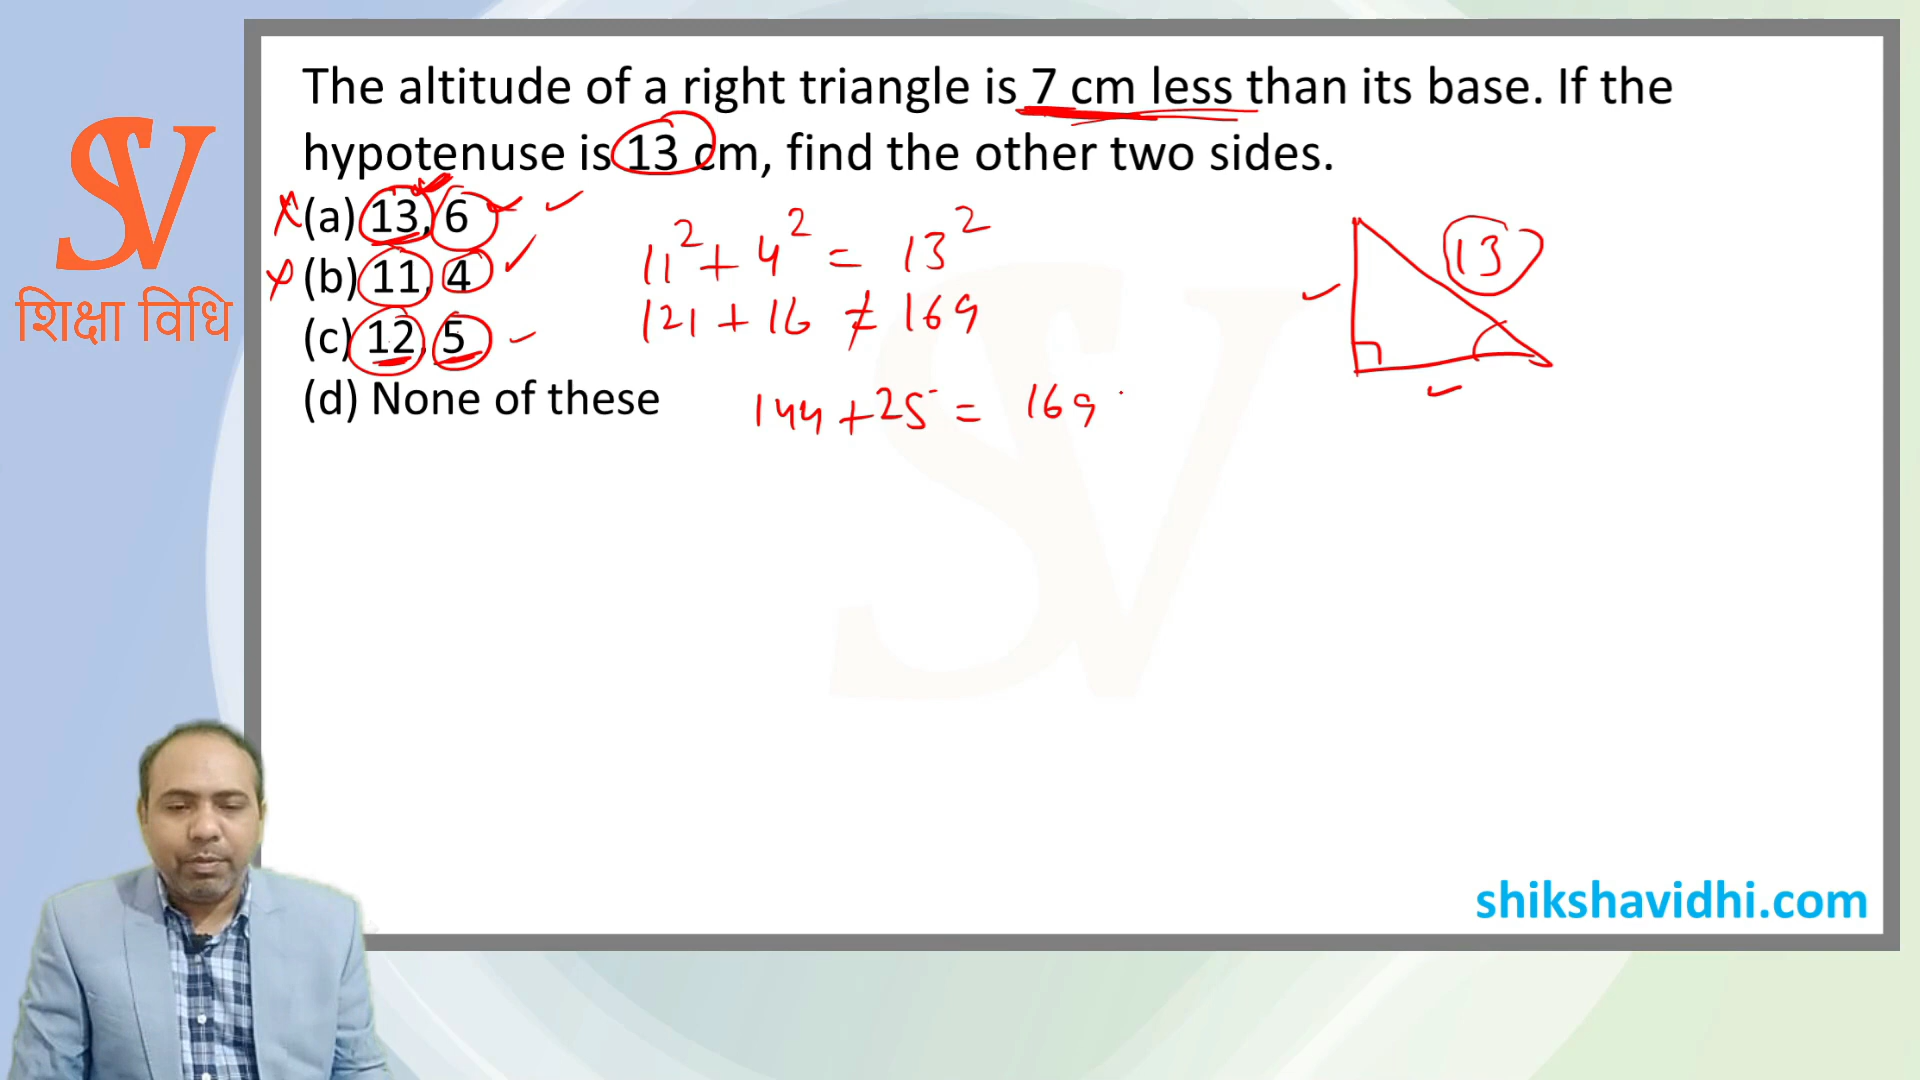 The altitude of a right triangle is 7 cm less than its base. If the
hypotenuse is 13 cm, find the other two sides.
(a) 13, 6
(b) 11, 4
(c) 12, 5
(d) None of these
11² + 4² = 13²
121 + 16 ≠ 169
144 + 25 = 169
13
SV
शिक्षा विधि
shikshavidhi.com